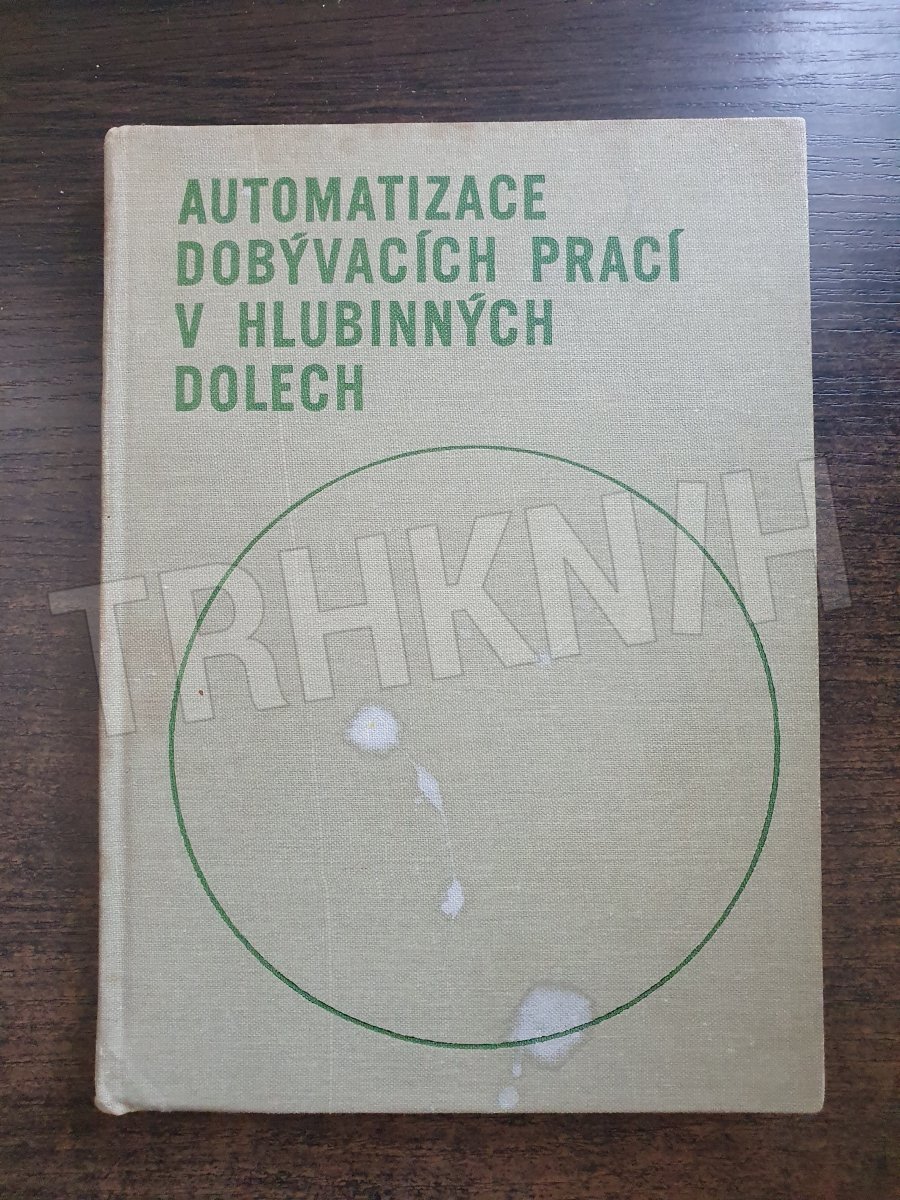 AUTOMATIZACE
DOBÝVACÍCH PRACÍ
V HLUBINNÝCH
DOLECH
TRHKNIH